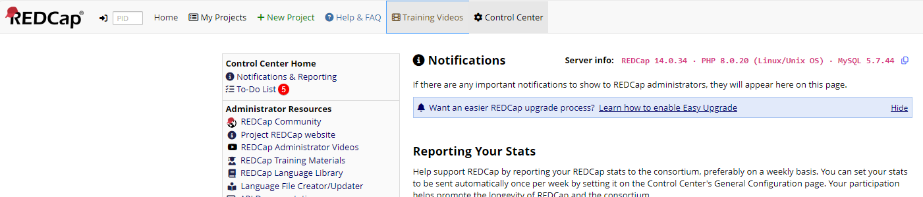 REDCap®
PID
Home
My Projects
+ New Project
Help & FAQ
Training Videos
Control Center
Control Center Home
Notifications & Reporting
To-Do List 5
Administrator Resources
REDCap Community
Project REDCap website
REDCap Administrator Videos
REDCap Training Materials
REDCap Language Library
Language File Creator/Updater
Notifications
Server info: REDCap 14.0.34 · PHP 8.0.20 (Linux/Unix OS) · MySQL 5.7.44
If there are any important notifications to show to REDCap administrators, they will appear here on this page.
Want an easier REDCap upgrade process? Learn how to enable Easy Upgrade
Hide
Reporting Your Stats
Help support REDCap by reporting your REDCap stats to the consortium, preferably on a weekly basis. You can set your stats
to be sent automatically once per week by setting it on the Control Center's General Configuration page. Your participation
helps promote the longevity of REDCap and the consortium.